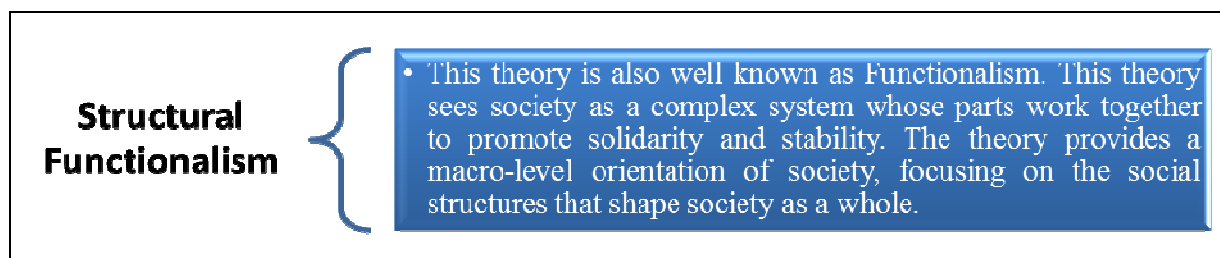 Structural
Functionalism
• This theory is also well known as Functionalism. This theory
sees society as a complex system whose parts work together
to promote solidarity and stability. The theory provides a
macro-level orientation of society, focusing on the social
structures that shape society as a whole.